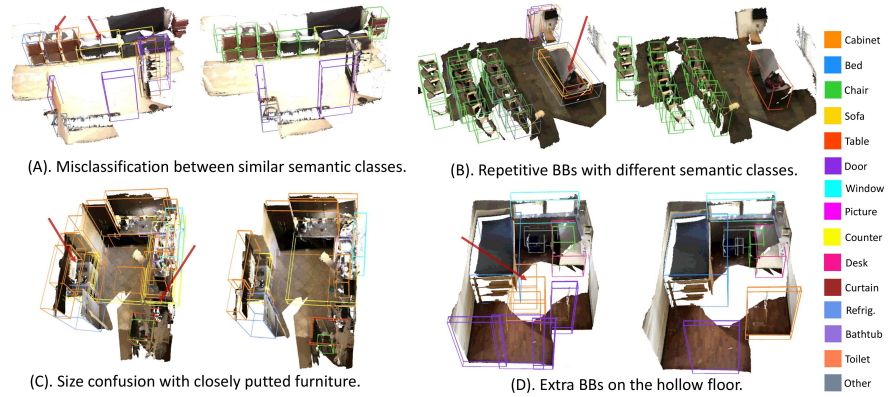 (A). Misclassification between similar semantic classes.
(B). Repetitive BBs with different semantic classes.
(C). Size confusion with closely putted furniture.
(D). Extra BBs on the hollow floor.
Cabinet
Bed
Chair
Sofa
Table
Door
Window
Picture
Counter
Desk
Curtain
Refrig.
Bathtub
Toilet
Other